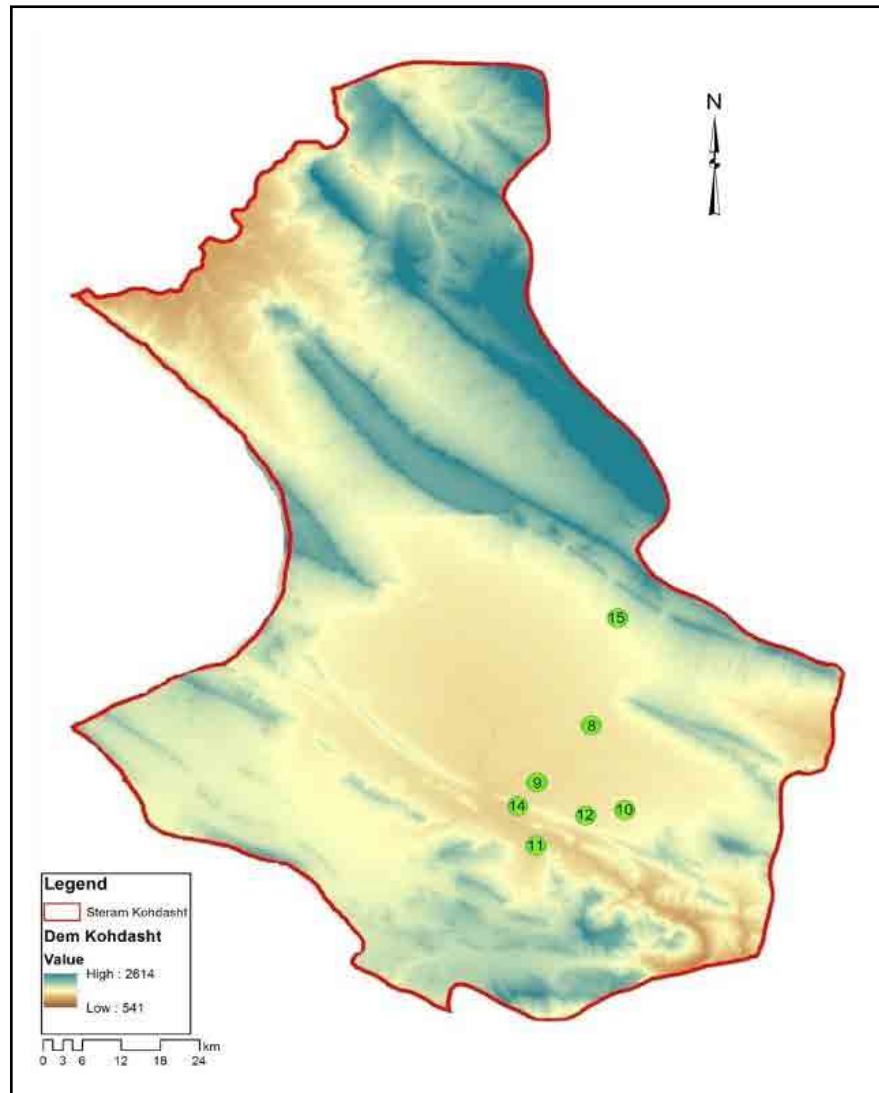 N
15
8
9
14
12
10
11
Legend
Steram Kohdasht
Dem Kohdasht
Value
High : 2614
Low : 541
0 3 6 12 18 24 km